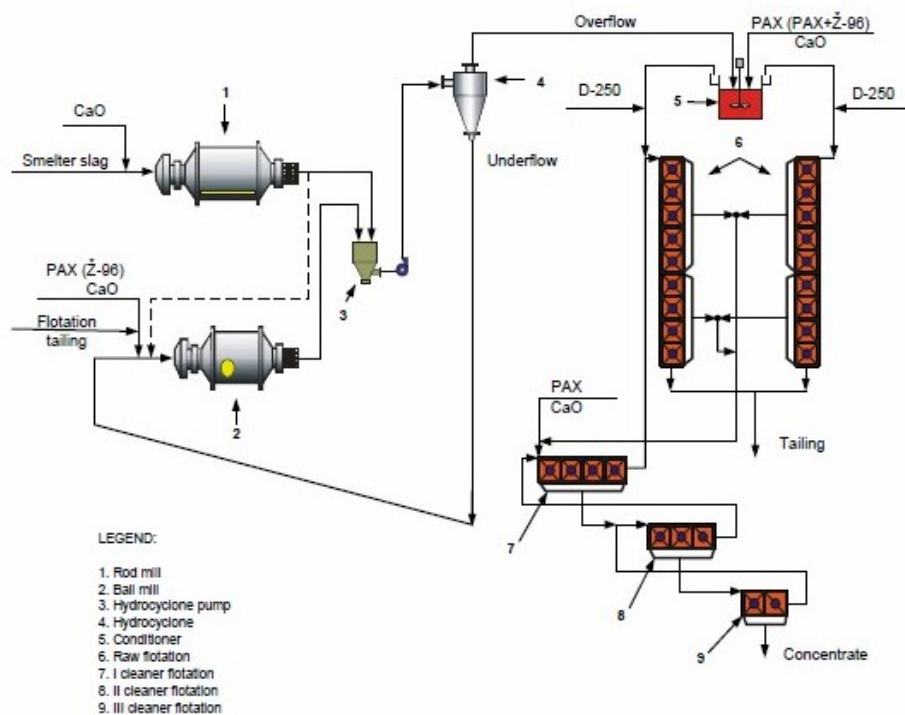 Overflow
PAX (PAX+Ž-96)
CaO
1
4
CaO
D-250
5
D-250
6
Smelter slag
Underflow
PAX (Ž-96)
CaO
3
Flotation
tailing
2
PAX
CaO
Tailing
7
8
9
Concentrate
LEGEND:
1. Rod mill
2. Ball mill
3. Hydrocyclone pump
4. Hydrocyclone
5. Conditioner
6. Raw flotation
7. I cleaner flotation
8. II cleaner flotation
9. III cleaner flotation